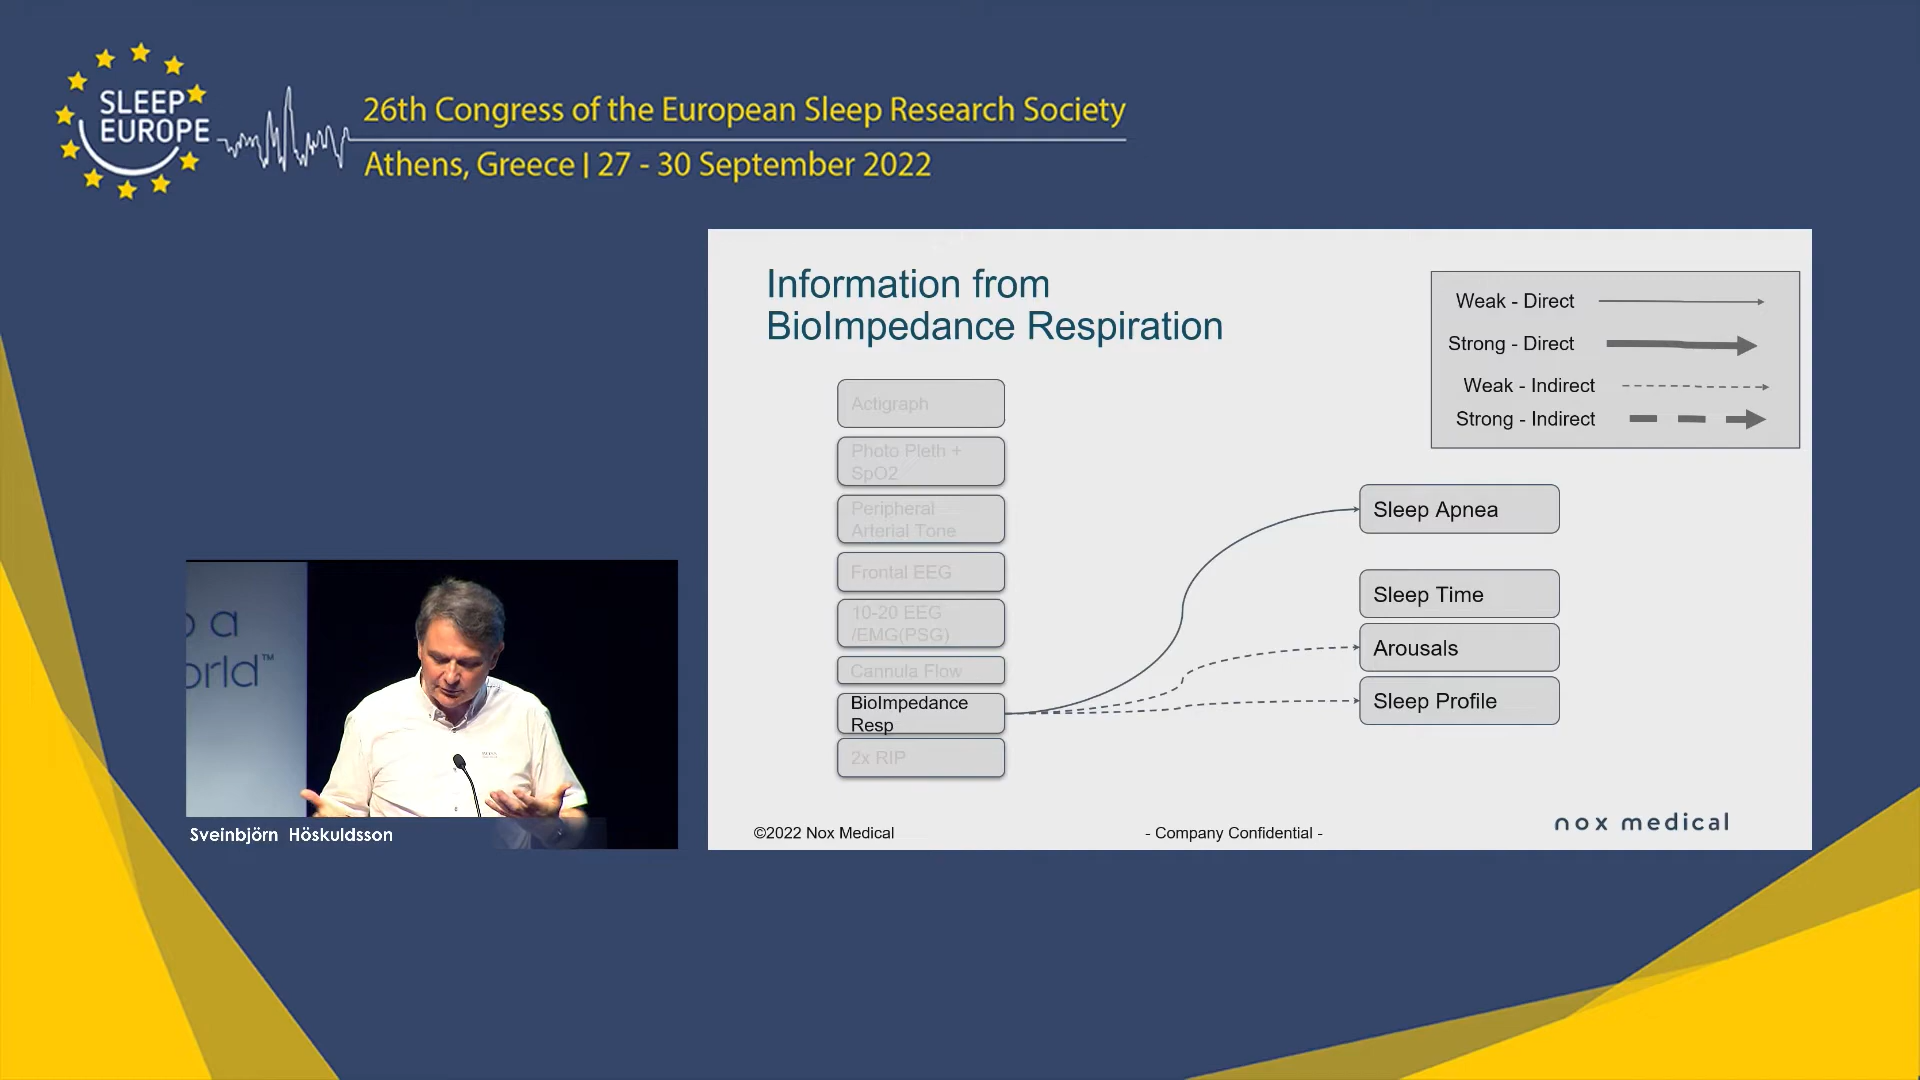 SLEEP
EUROPE
26th Congress of the European Sleep Research Society
Athens, Greece | 27 - 30 September 2022
Information from
BioImpedance Respiration
Weak - Direct
Strong - Direct
Weak - Indirect
Strong - Indirect
Actigraph
Photo Pleth +
SpO2
Peripheral
Arterial Tone
Frontal EEG
10-20 EEG
/EMG(PSG)
Cannula Flow
BioImpedance
Resp
2x RIP
Sleep Apnea
Sleep Time
Arousals
Sleep Profile
©2022 Nox Medical
- Company Confidential -
nox medical
a
orld™
Sveinbjörn Höskuldsson